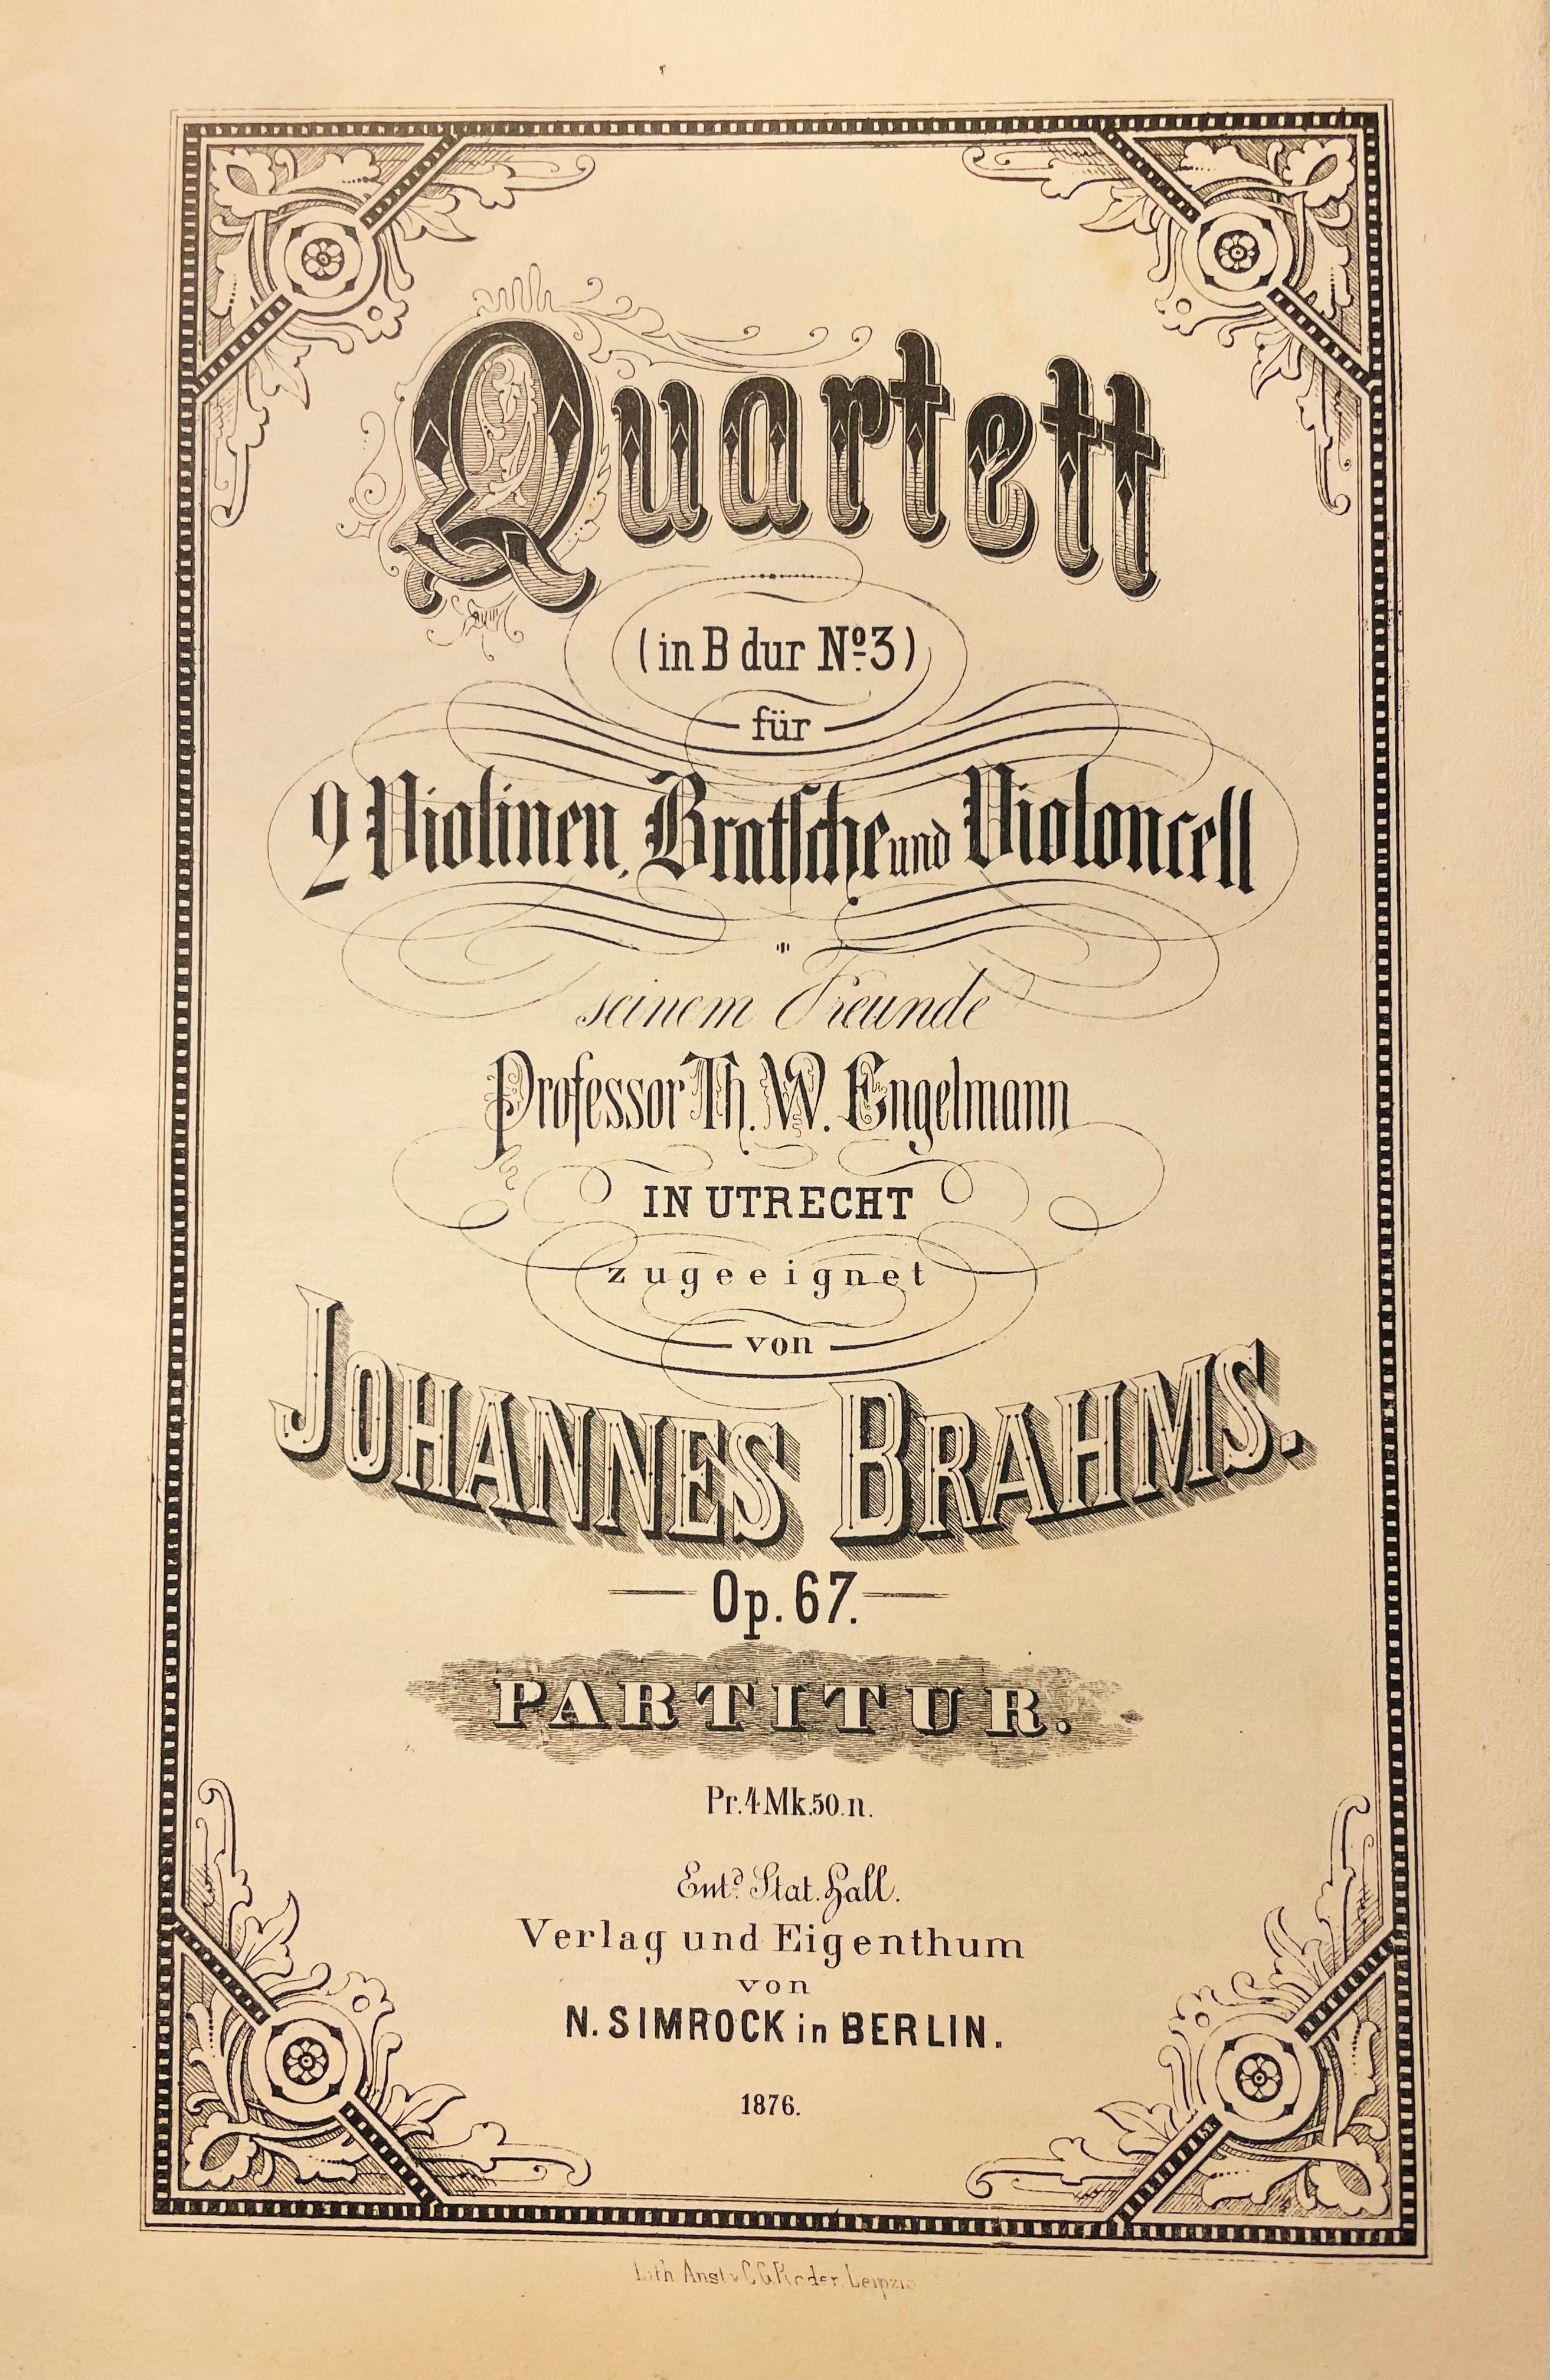 Quartett
(in B dur Nº 3)
für
2 Violinen, Bratsche und Violoncell
seinem Freunde
Professor Th. W. Engelmann
IN UTRECHT
zugeeignet
von
JOHANNES BRAHMS.
Op. 67.
PARTITUR.
Pr. 4 Mk. 50. n.
Entᵈ. Stat. Hall.
Verlag und Eigenthum
von
N. SIMROCK in BERLIN.
1876.
Lith Anst v C. G. Röder, Leipzig